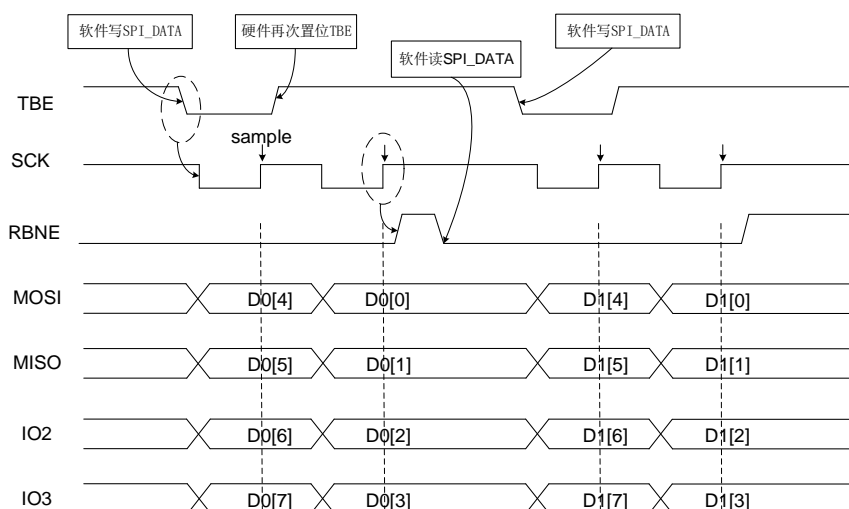 软件写SPI_DATA
硬件再次置位TBE
软件写SPI_DATA
软件读SPI_DATA
TBE
sample
SCK
RBNE
MOSI D0[4] D0[0] D1[4] D1[0]
MISO D0[5] D0[1] D1[5] D1[1]
IO2 D0[6] D0[2] D1[6] D1[2]
IO3 D0[7] D0[3] D1[7] D1[3]